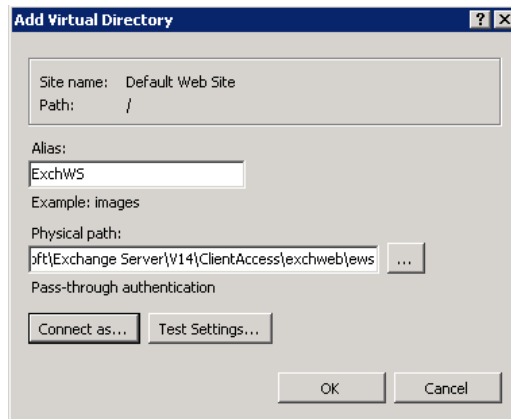 Add Virtual Directory
Site name: Default Web Site
Path: /
Alias:
ExchWS
Example: images
Physical path:
oft\Exchange Server\V14\ClientAccess\exchweb\ews
...
Pass-through authentication
Connect as...
Test Settings...
OK
Cancel